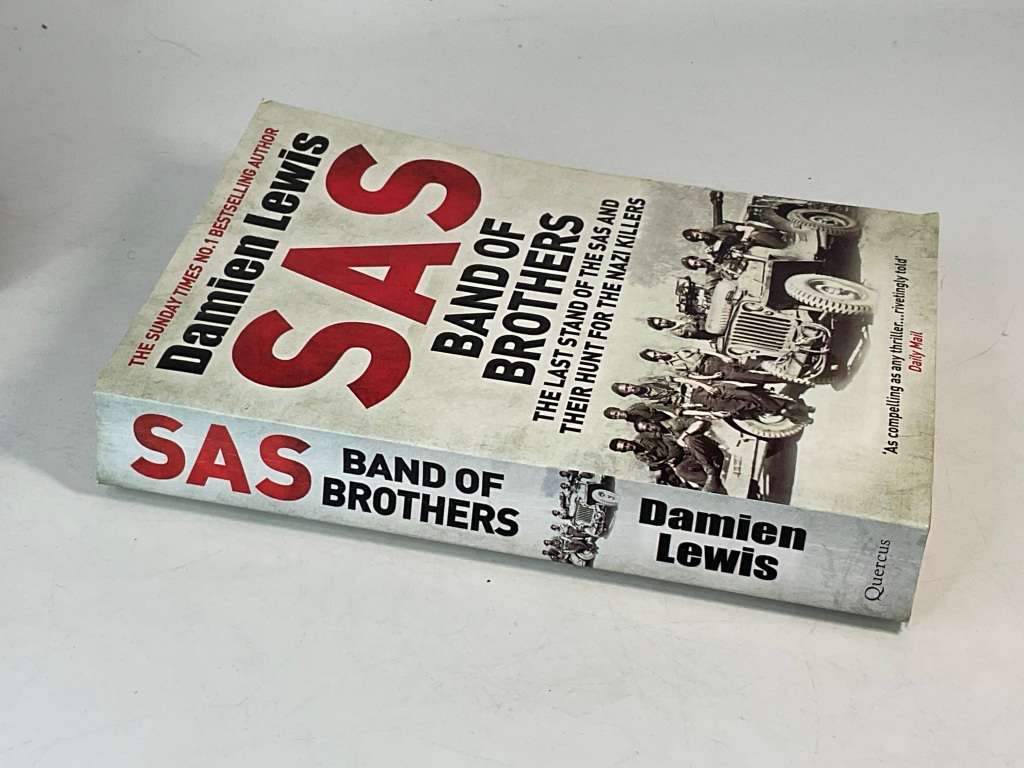 THE SUNDAY TIMES NO.1 BESTSELLING AUTHOR
Damien Lewis
SAS
BAND OF
BROTHERS
THE LAST STAND OF THE SAS AND
THEIR HUNT FOR THE NAZI KILLERS
'As compelling as any thriller...rivetingly told'
Daily Mail
SAS
BAND OF
BROTHERS
Damien
Lewis
Quercus